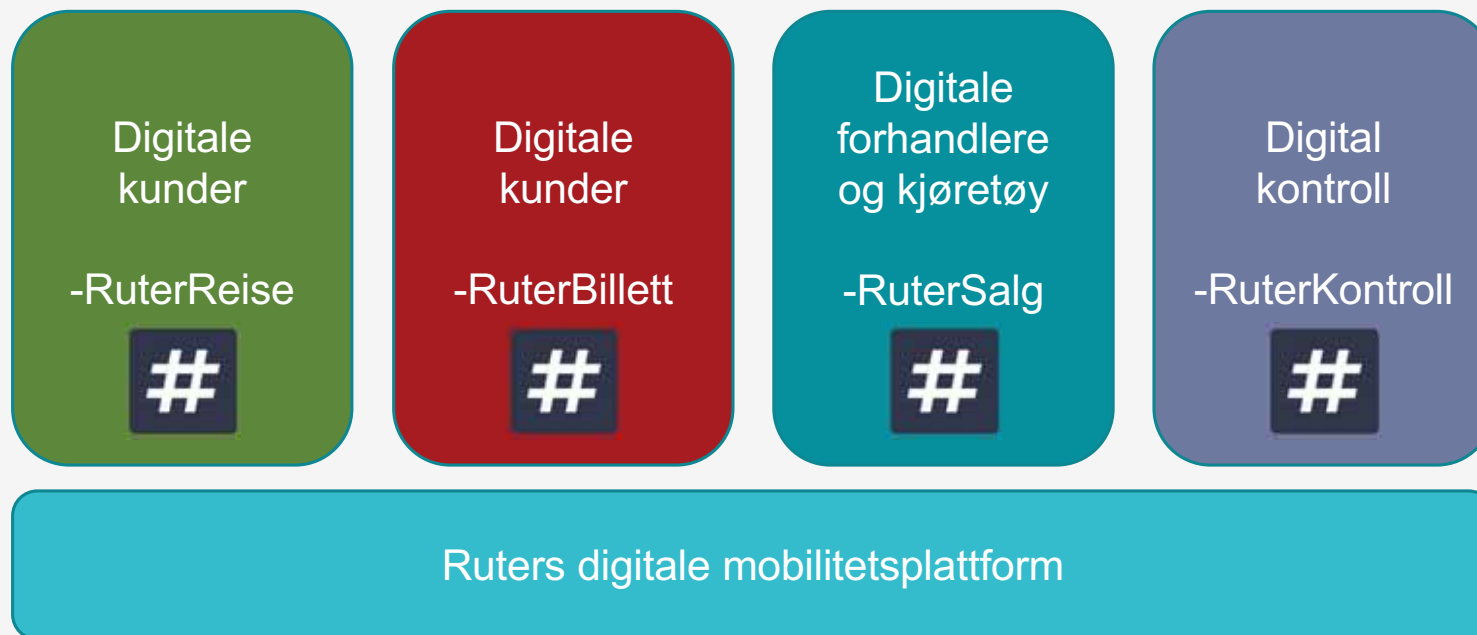 Digitale
kunder
-RuterReise
#
Digitale
kunder
-RuterBillett
#
Digitale
forhandlere
og kjøretøy
-RuterSalg
#
Digital
kontroll
-RuterKontroll
#
Ruters digitale mobilitetsplattform